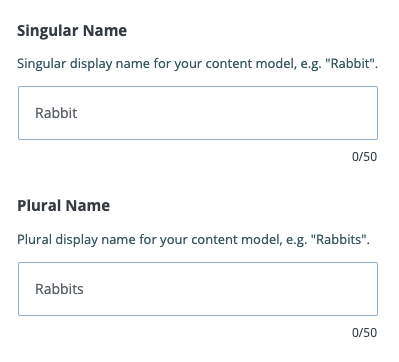 Singular Name
Singular display name for your content model, e.g. "Rabbit".
Rabbit
0/50
Plural Name
Plural display name for your content model, e.g. "Rabbits".
Rabbits
0/50